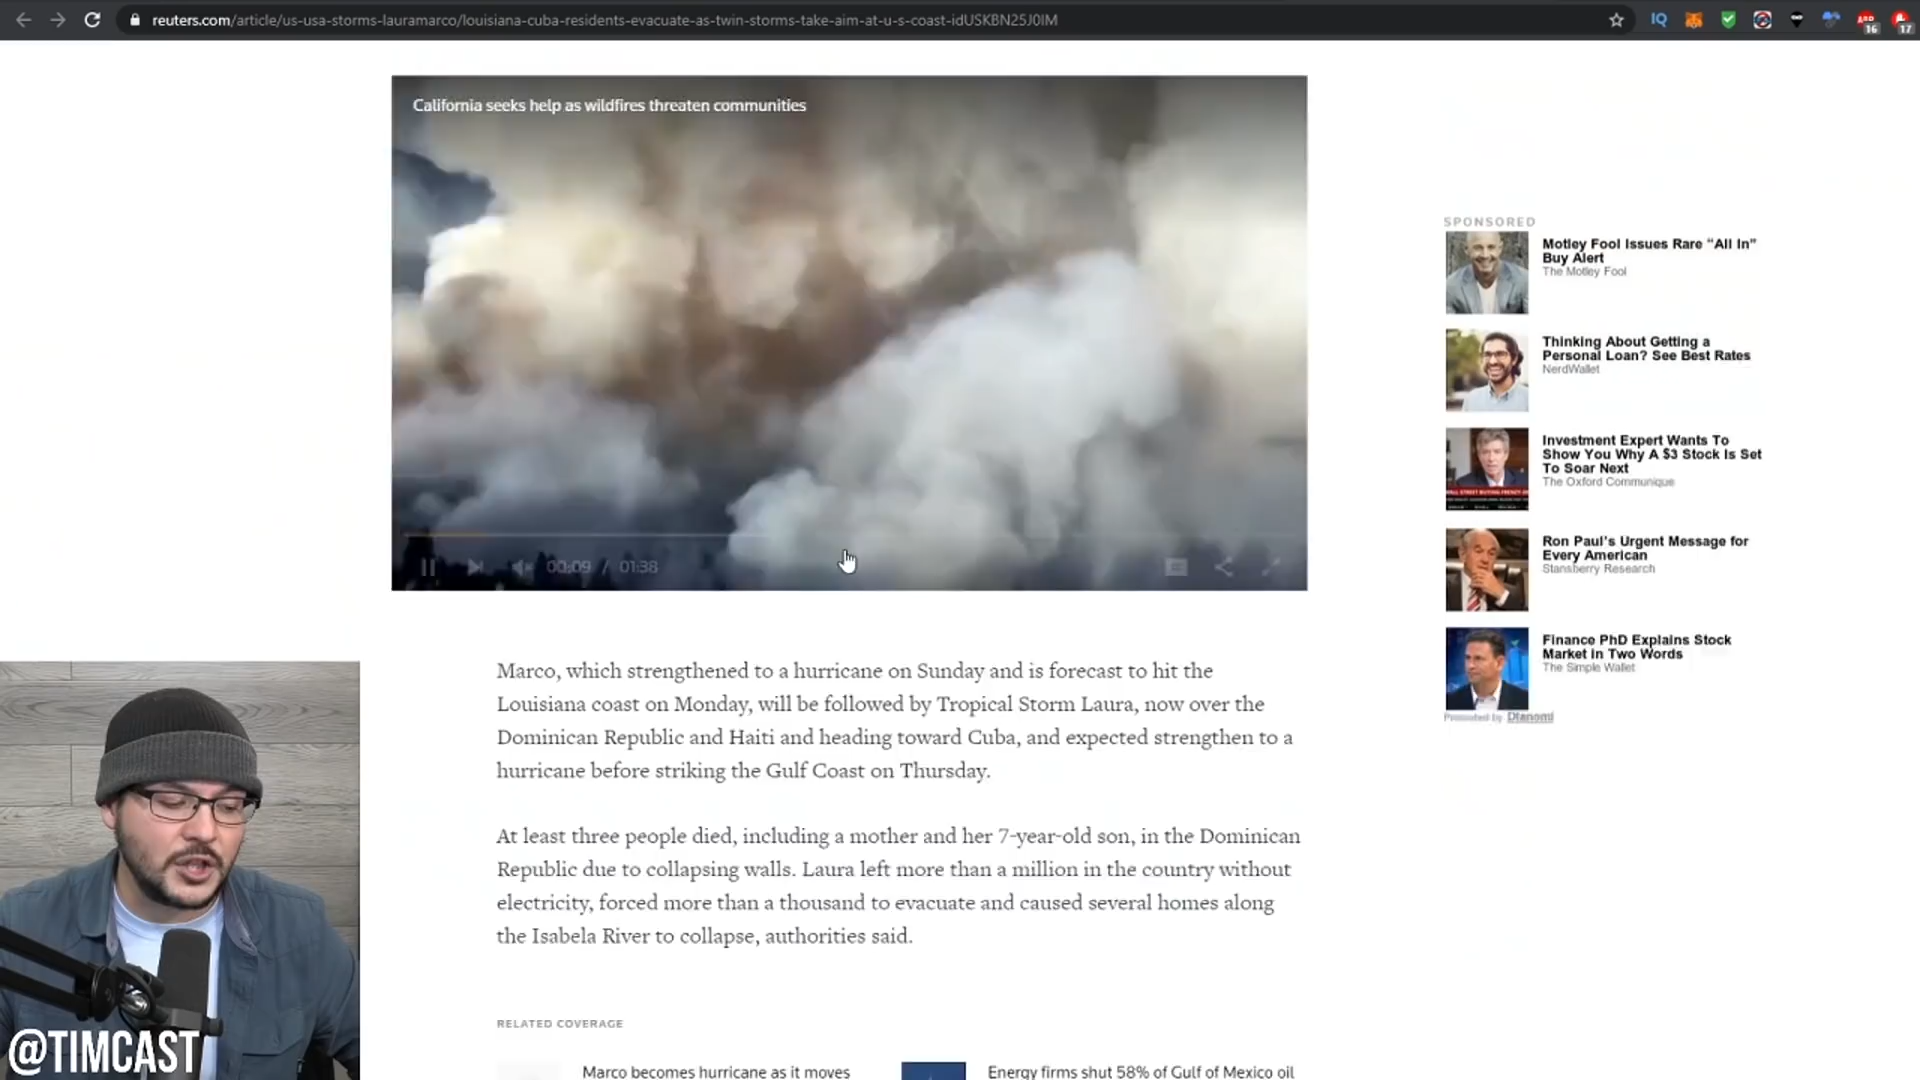 reuters.com/article/us-usa-storms-lauramarco/louisiana-cuba-residents-evacuate-as-twin-storms-take-aim-at-u-s-coast-idUSKBN25J0IM
IQ
16
17
California seeks help as wildfires threaten communities
00:09 / 01:38
SPONSORED
Motley Fool Issues Rare “All In”
Buy Alert
The Motley Fool
Thinking About Getting a
Personal Loan? See Best Rates
NerdWallet
Investment Expert Wants To
Show You Why A $3 Stock Is Set
To Soar Next
The Oxford Communique
Ron Paul’s Urgent Message for
Every American
Stansberry Research
Finance PhD Explains Stock
Market in Two Words
The Simple Wallet
Promoted by Dianomi
Marco, which strengthened to a hurricane on Sunday and is forecast to hit the
Louisiana coast on Monday, will be followed by Tropical Storm Laura, now over the
Dominican Republic and Haiti and heading toward Cuba, and expected strengthen to a
hurricane before striking the Gulf Coast on Thursday.
At least three people died, including a mother and her 7-year-old son, in the Dominican
Republic due to collapsing walls. Laura left more than a million in the country without
electricity, forced more than a thousand to evacuate and caused several homes along
the Isabela River to collapse, authorities said.
RELATED COVERAGE
Marco becomes hurricane as it moves
Energy firms shut 58% of Gulf of Mexico oil
@TIMCAST